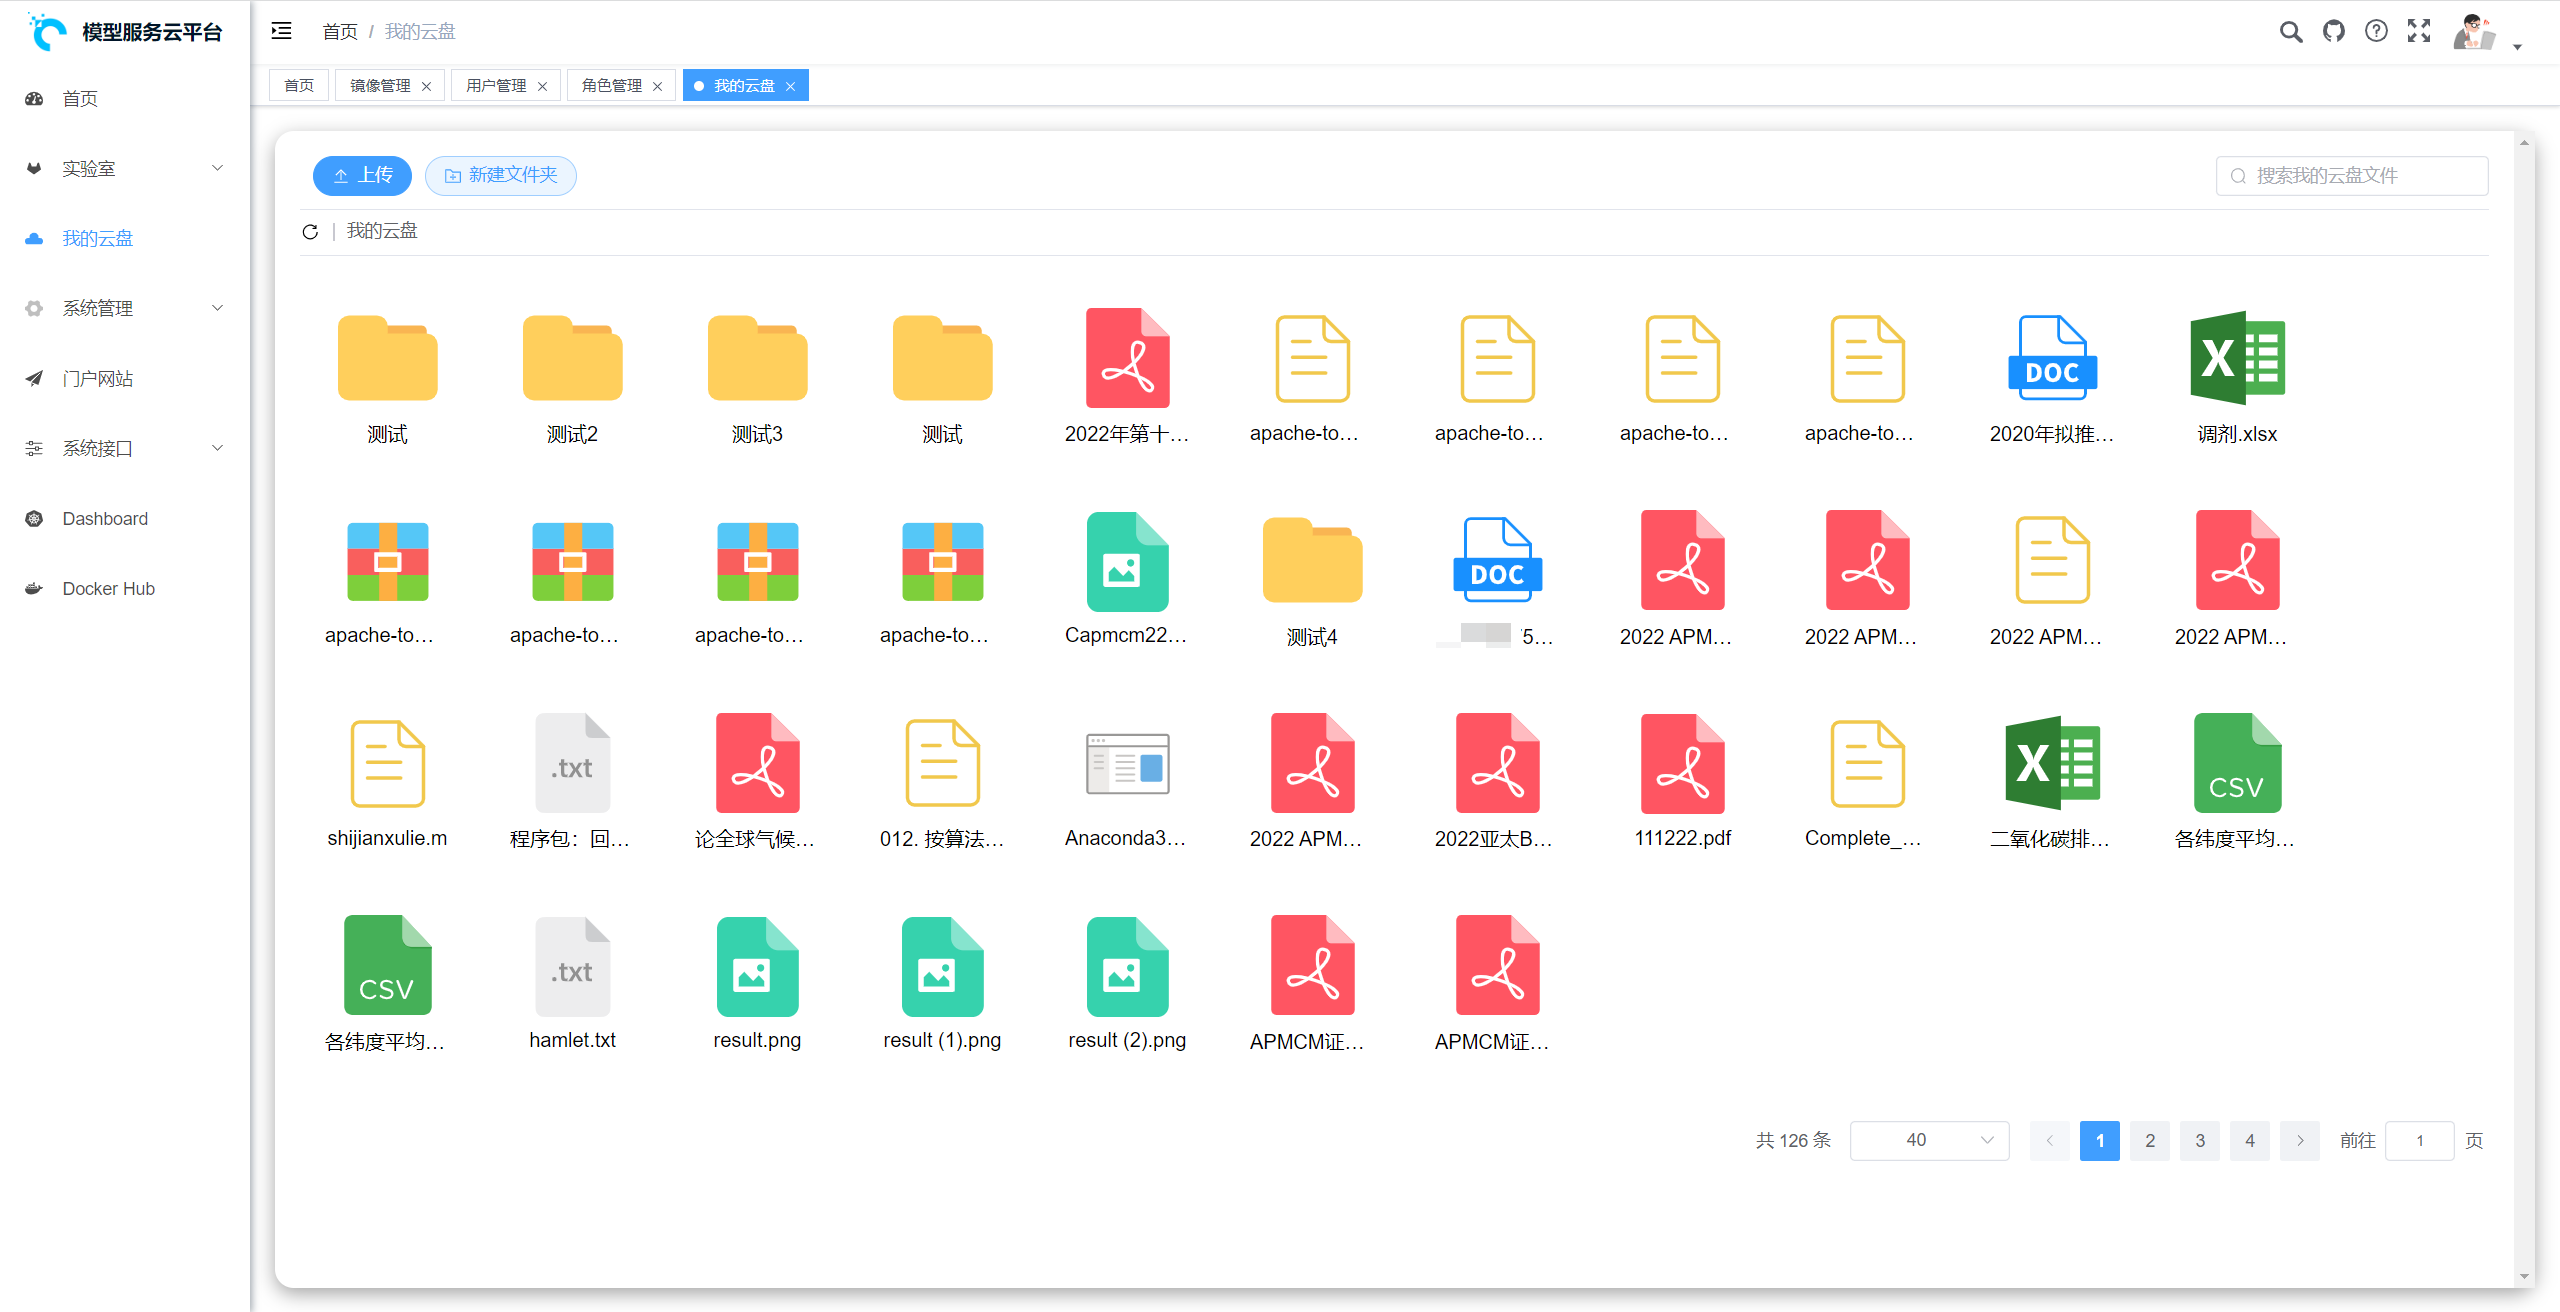 模型服务云平台
首页 / 我的云盘
首页
镜像管理
用户管理
角色管理
我的云盘
首页
实验室
我的云盘
系统管理
门户网站
系统接口
Dashboard
Docker Hub
上传
新建文件夹
搜索我的云盘文件
我的云盘
测试
测试2
测试3
测试
2022年第十...
apache-to...
apache-to...
apache-to...
apache-to...
DOC
2020年拟推...
X
调剂.xlsx
apache-to...
apache-to...
apache-to...
apache-to...
Capmcm22...
测试4
DOC
5...
2022 APM...
2022 APM...
2022 APM...
2022 APM...
shijianxulie.m
.txt
程序包：回...
论全球气候...
012. 按算法...
Anaconda3...
2022 APM...
2022亚太B...
111222.pdf
Complete_...
X
二氧化碳排...
CSV
各纬度平均...
CSV
各纬度平均...
.txt
hamlet.txt
result.png
result (1).png
result (2).png
APMCM证...
APMCM证...
共 126 条
40
1
2
3
4
前往 1 页